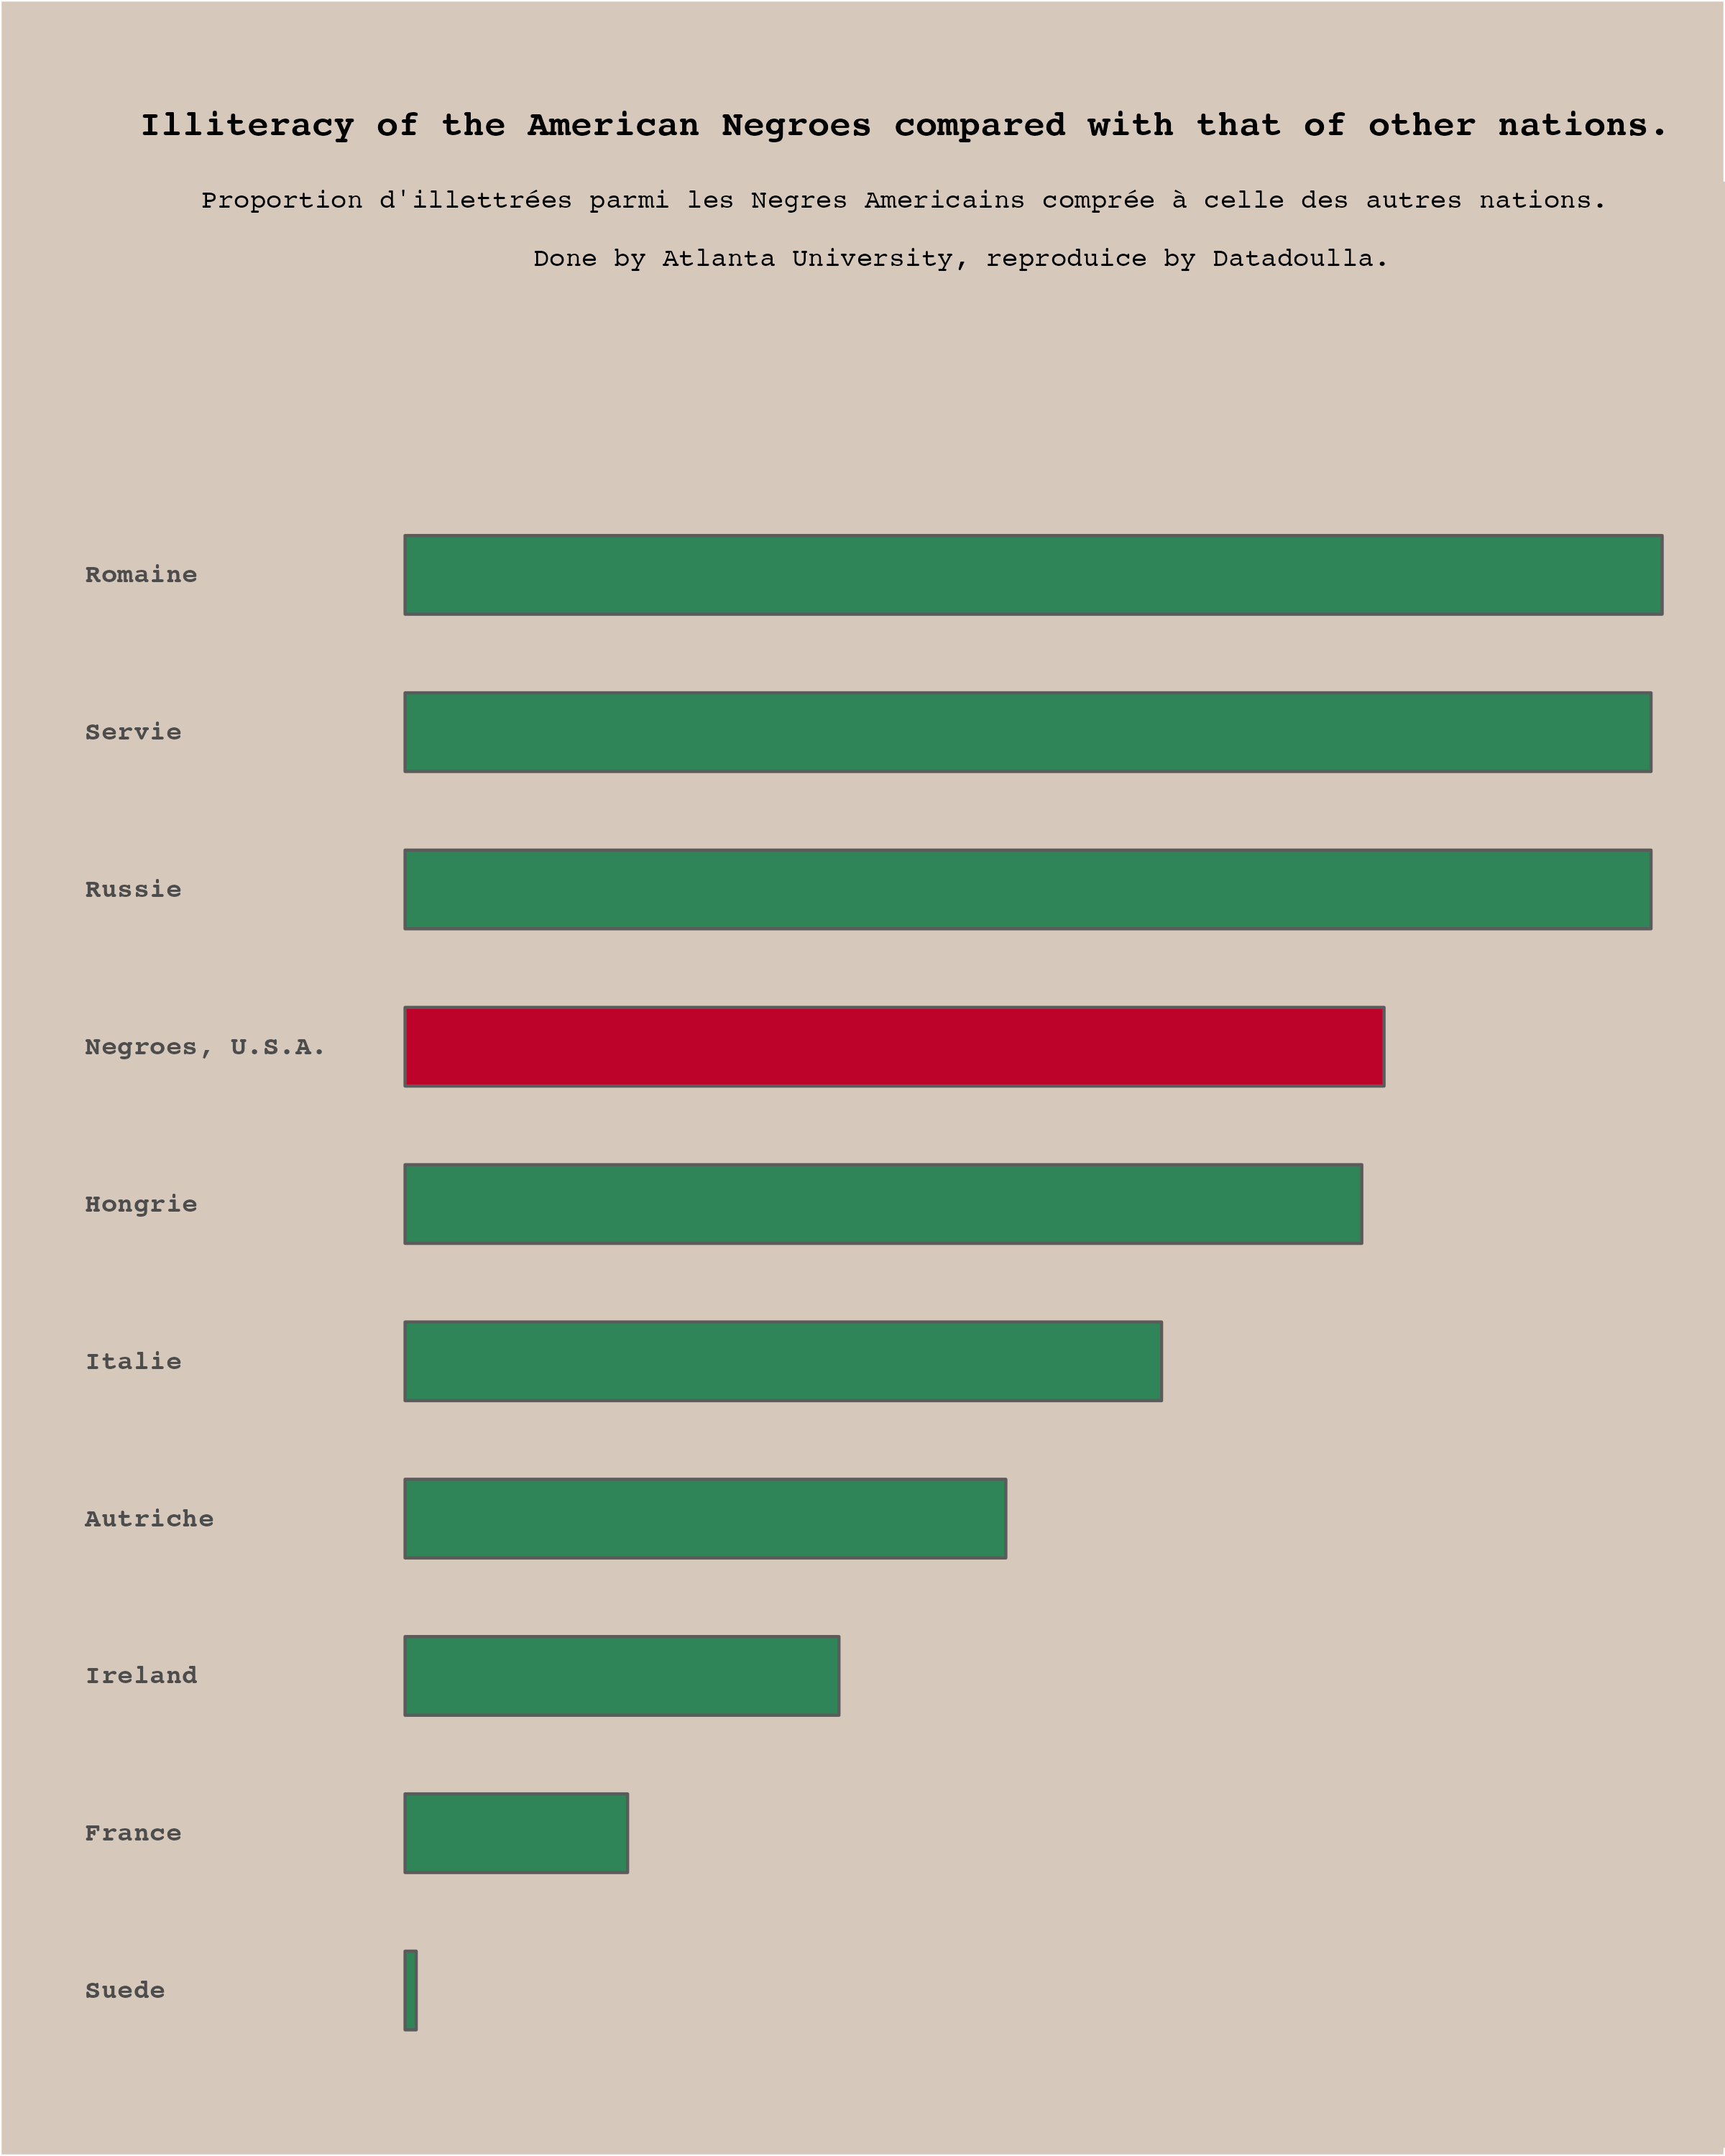 Illiteracy of the American Negroes compared with that of other nations.
Proportion d'illettrées parmi les Negres Americains comprée à celle des autres nations.
Done by Atlanta University, reproduice by Datadoulla.
Romaine
Servie
Russie
Negroes, U.S.A.
Hongrie
Italie
Autriche
Ireland
France
Suede